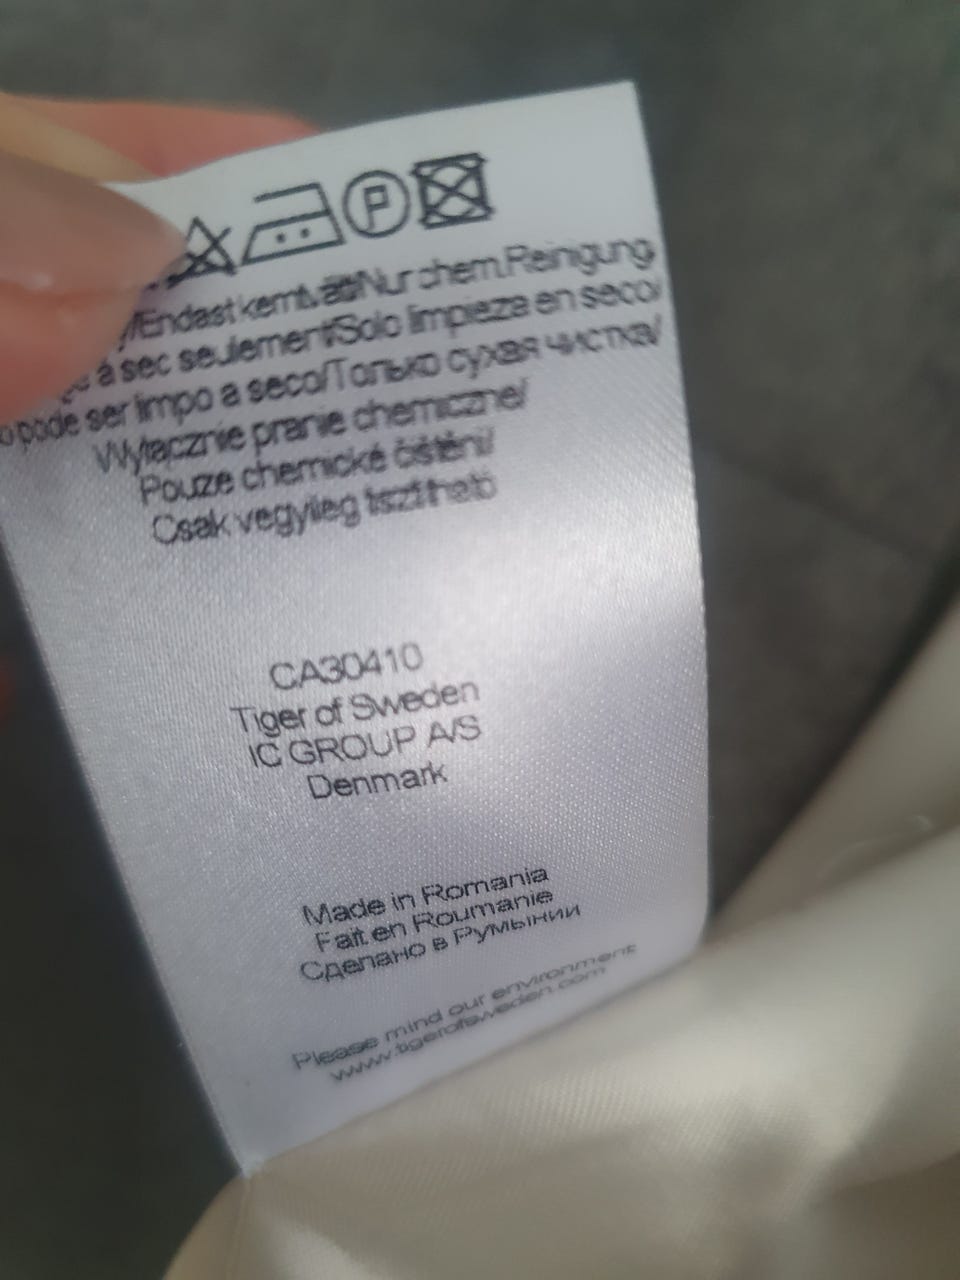 P
/Endast kemtvätt/Nur chem.Reinigung/
à sec seulement/Solo limpieza en seco/
pode ser limpo a seco/Только сухая чистка/
Wyłącznie pranie chemiczne/
Pouze chemické čištění/
Csak vegyileg tisztítható
CA30410
Tiger of Sweden
IC GROUP A/S
Denmark
Made in Romania
Fait en Roumanie
Сделано в Румынии
Please mind our environment
www.tigerofsweden.com